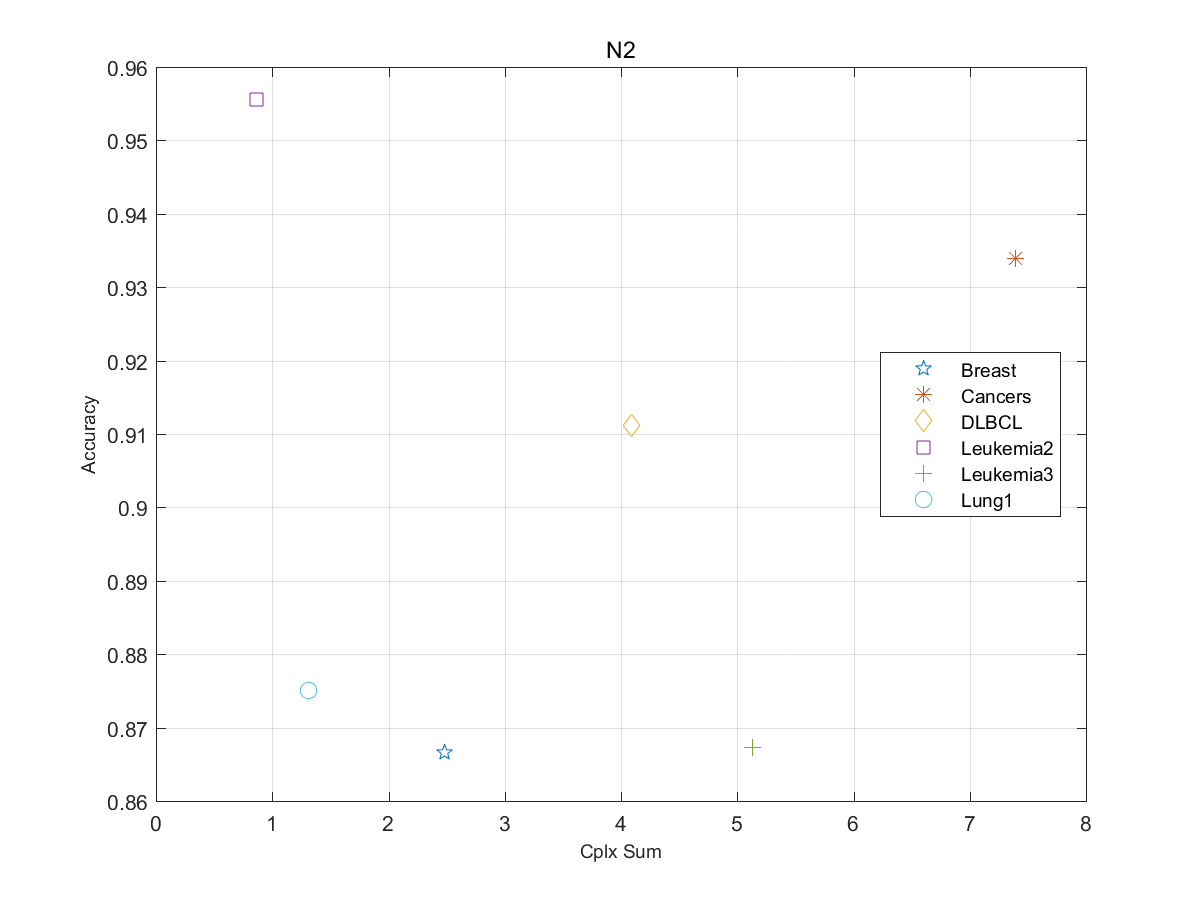 N2
0.96
0.95
0.94
0.93
0.92
0.91
0.9
0.89
0.88
0.87
0.86
Accuracy
Breast
Cancers
DLBCL
Leukemia2
Leukemia3
Lung1
0 1 2 3 4 5 6 7 8
Cplx Sum